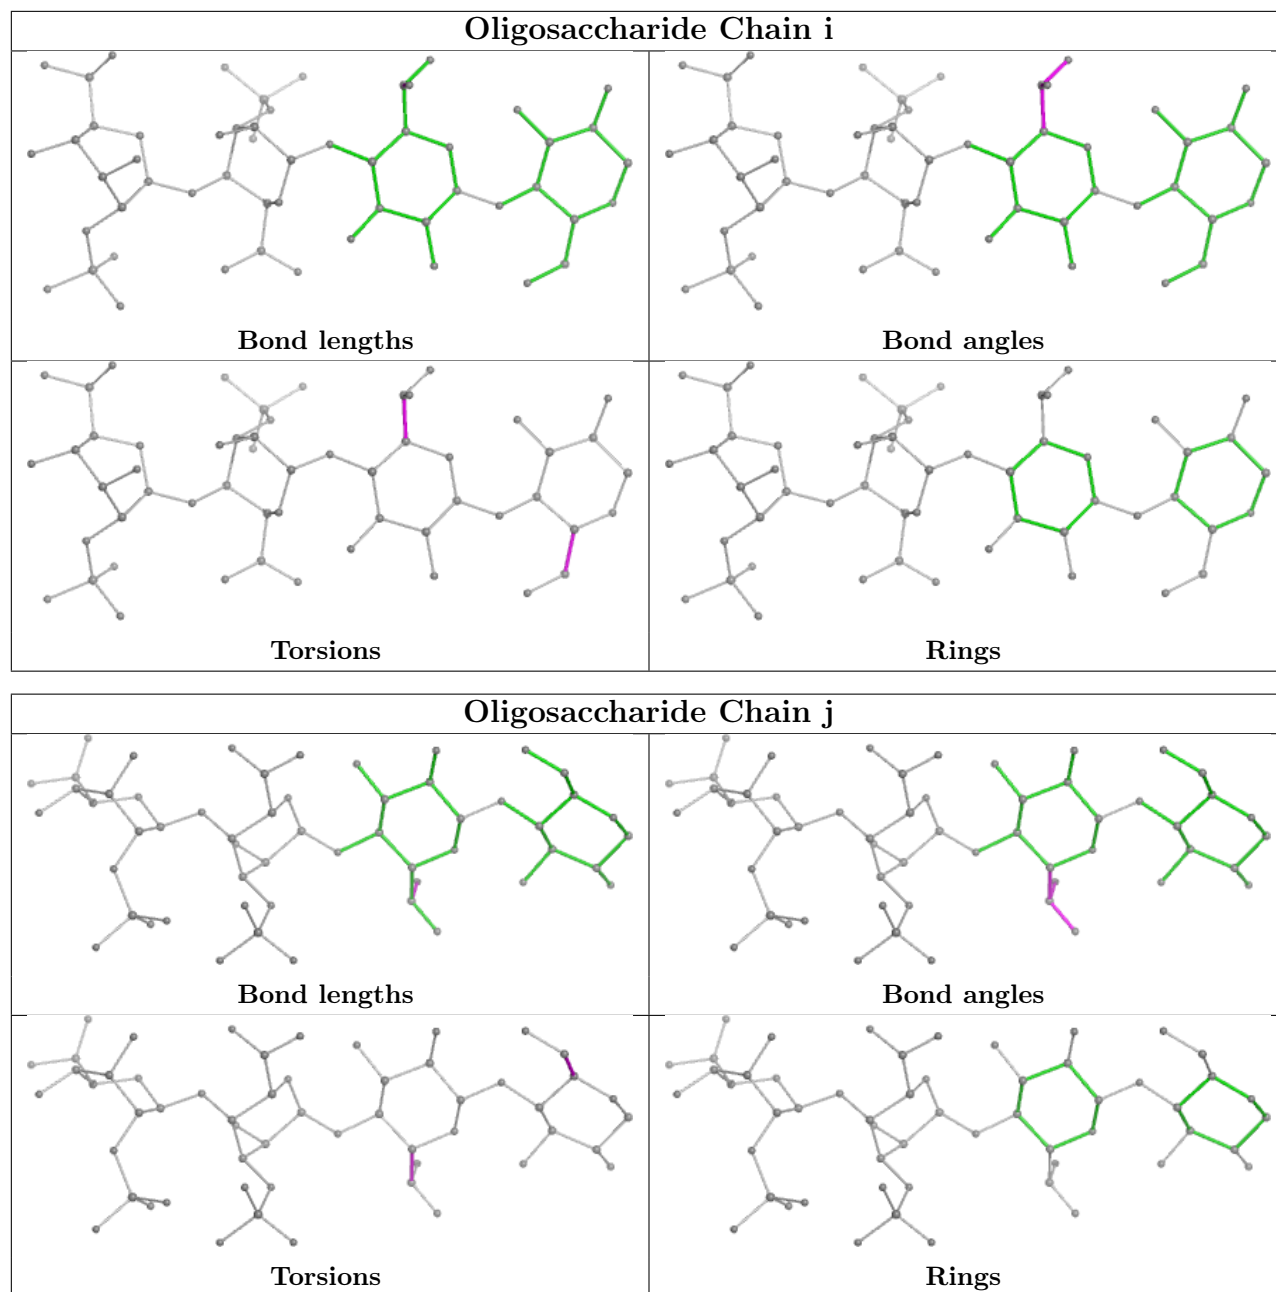 Oligosaccharide Chain i
Bond lengths
Bond angles
Torsions
Rings
Oligosaccharide Chain j
Bond lengths
Bond angles
Torsions
Rings